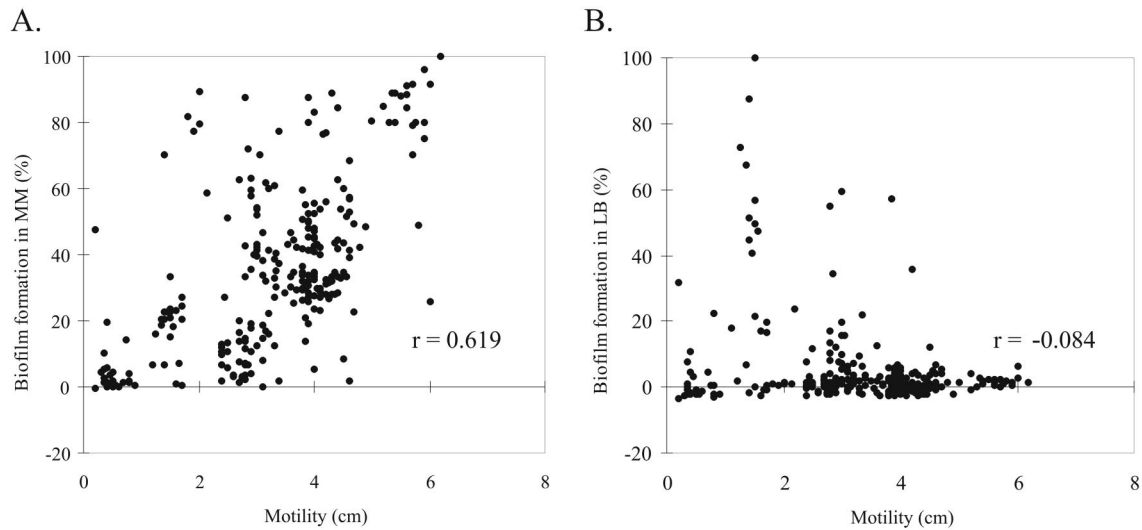 A.
B.
Biofilm formation in MM (%)
100
80
60
40
20
0
-20
r = 0.619
0 2 4 6 8
Motility (cm)
Biofilm formation in LB (%)
100
80
60
40
20
0
-20
r = -0.084
0 2 4 6 8
Motility (cm)